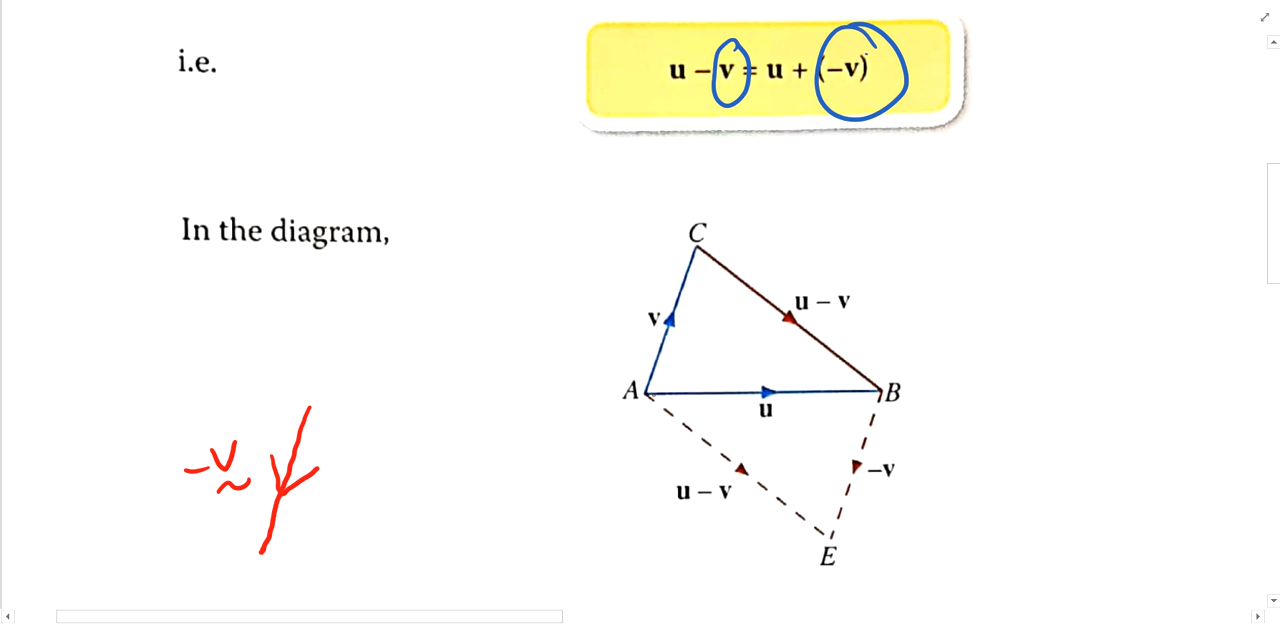 i.e.
u − v = u + (−v)
In the diagram,
C
v
u − v
A
u
B
−v
−v
u − v
E